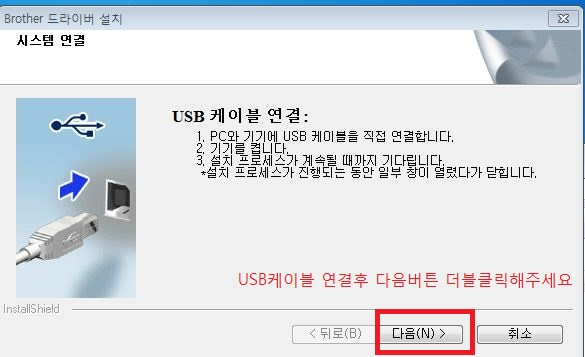 Brother 드라이버 설치
시스템 연결
USB 케이블 연결:
1. PC와 기기에 USB 케이블을 직접 연결합니다.
2. 기기를 켭니다.
3. 설치 프로세스가 계속될 때까지 기다립니다.
*설치 프로세스가 진행되는 동안 일부 창이 열렸다가 닫힙니다.
USB케이블 연결후 다음버튼 더블클릭해주세요
InstallShield
< 뒤로(B)
다음(N) >
취소